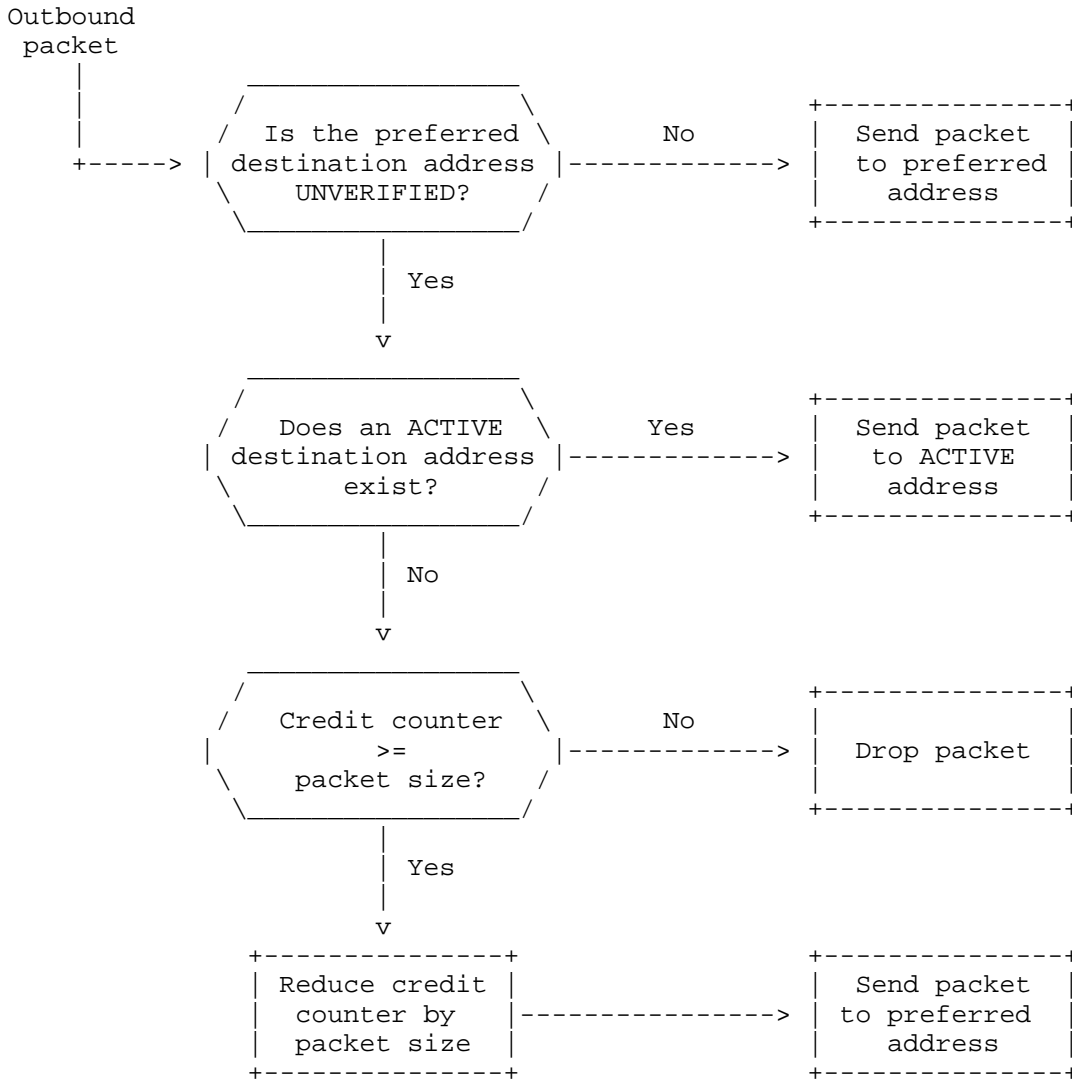 Outbound
packet
Is the preferred
destination address
UNVERIFIED?
No
Send packet
to preferred
address
Yes
Does an ACTIVE
destination address
exist?
Yes
Send packet
to ACTIVE
address
No
Credit counter
>=
packet size?
No
Drop packet
Yes
Reduce credit
counter by
packet size
Send packet
to preferred
address